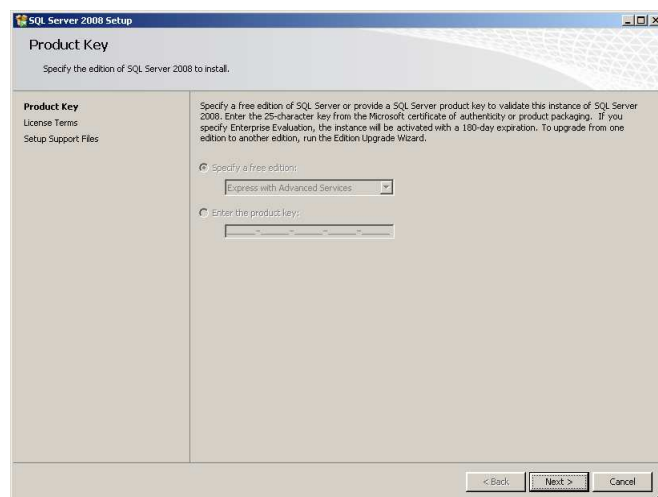 SQL Server 2008 Setup
Product Key
Specify the edition of SQL Server 2008 to install.
Product Key
License Terms
Setup Support Files
Specify a free edition of SQL Server or provide a SQL Server product key to validate this instance of SQL Server
2008. Enter the 25-character key from the Microsoft certificate of authenticity or product packaging. If you
specify Enterprise Evaluation, the instance will be activated with a 180-day expiration. To upgrade from one
edition to another edition, run the Edition Upgrade Wizard.
Specify a free edition:
Express with Advanced Services
Enter the product key:
_____-_____-_____-_____-_____
< Back
Next >
Cancel